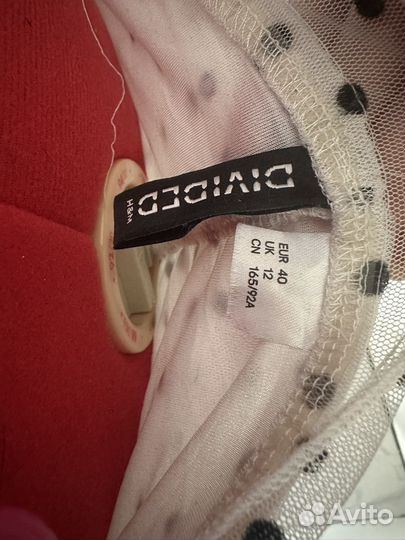 DIVIDED
H&M
EUR 40
UK 12
CN 165/92A
Avito